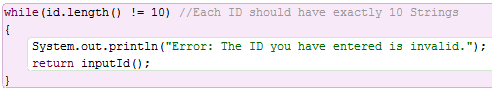 while(id.length() != 10) //Each ID should have exactly 10 Strings
{
System.out.println("Error: The ID you have entered is invalid.");
return inputId();
}